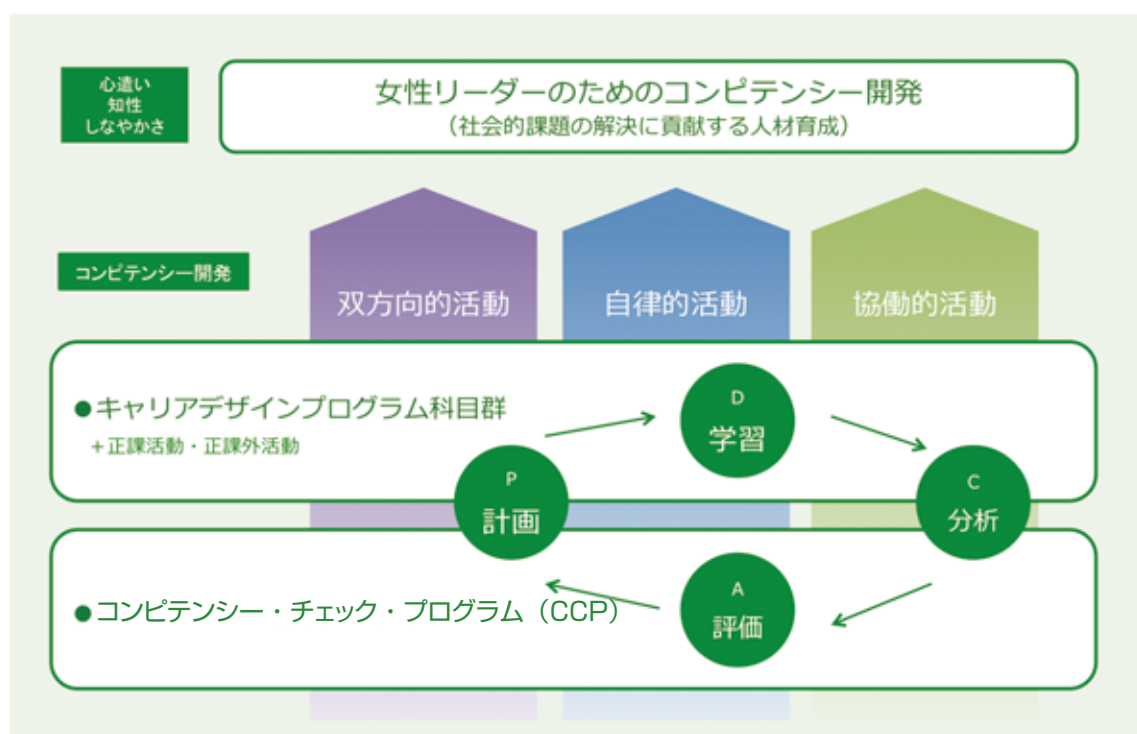 心遣い
知性
しなやかさ
女性リーダーのためのコンピテンシー開発
（社会的課題の解決に貢献する人材育成）
コンピテンシー開発
双方向的活動
自律的活動
協働的活動
●キャリアデザインプログラム科目群
＋正課活動・正課外活動
D
学習
P
計画
C
分析
●コンピテンシー・チェック・プログラム（CCP）
A
評価